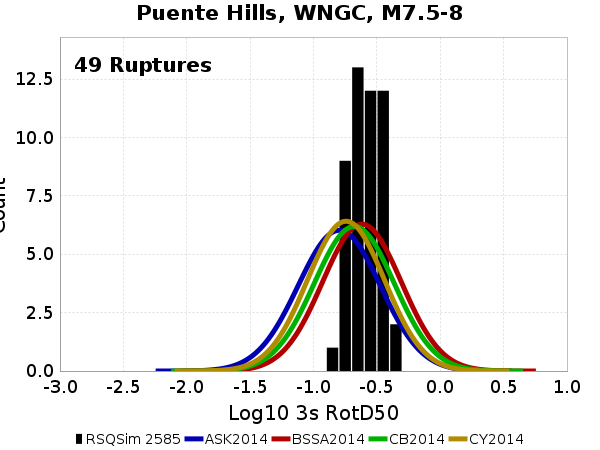 Puente Hills, WNGC, M7.5-8
49 Ruptures
12.5
10.0
7.5
5.0
2.5
0.0
Count
-3.0 -2.5 -2.0 -1.5 -1.0 -0.5 0.0 0.5 1.0
Log10 3s RotD50
RSQSim 2585 ASK2014 BSSA2014 CB2014 CY2014